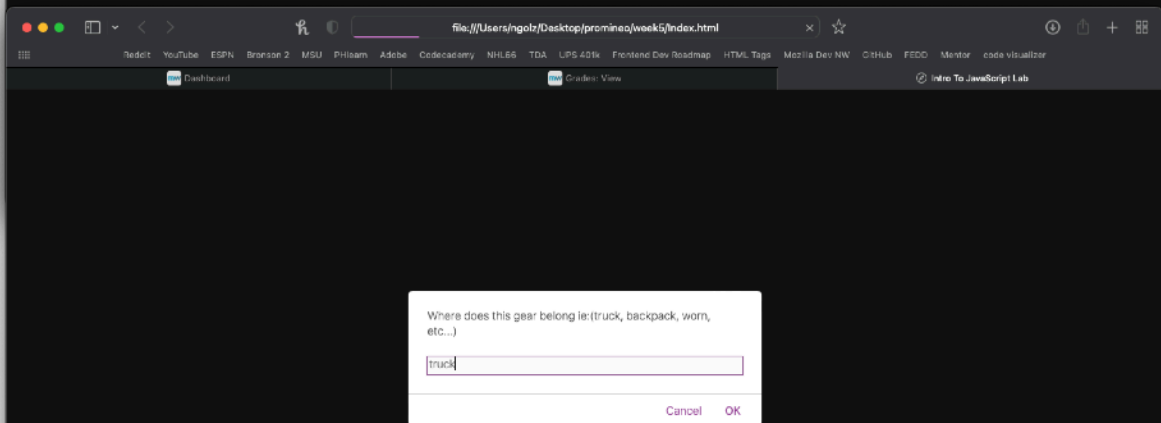 file:///Users/ngolz/Desktop/promineo/week5/index.html
Reddit YouTube ESPN Bronson 2 MSU PHlearn Adobe Codecademy NHL66 TDA UPS 401k Frontend Dev Roadmap HTML Tags Mozilla Dev NW GitHub FEDD Mentor code visualizer
Dashboard Grades: View Intro To JavaScript Lab
Where does this gear belong ie:(truck, backpack, worn,
etc...)
truck
Cancel OK